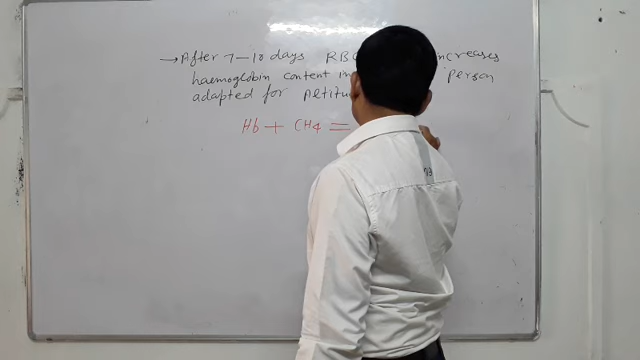 → After 7–10 days RBC increases
haemoglobin content in person
adapted for Altitu
Hb + CH4 =